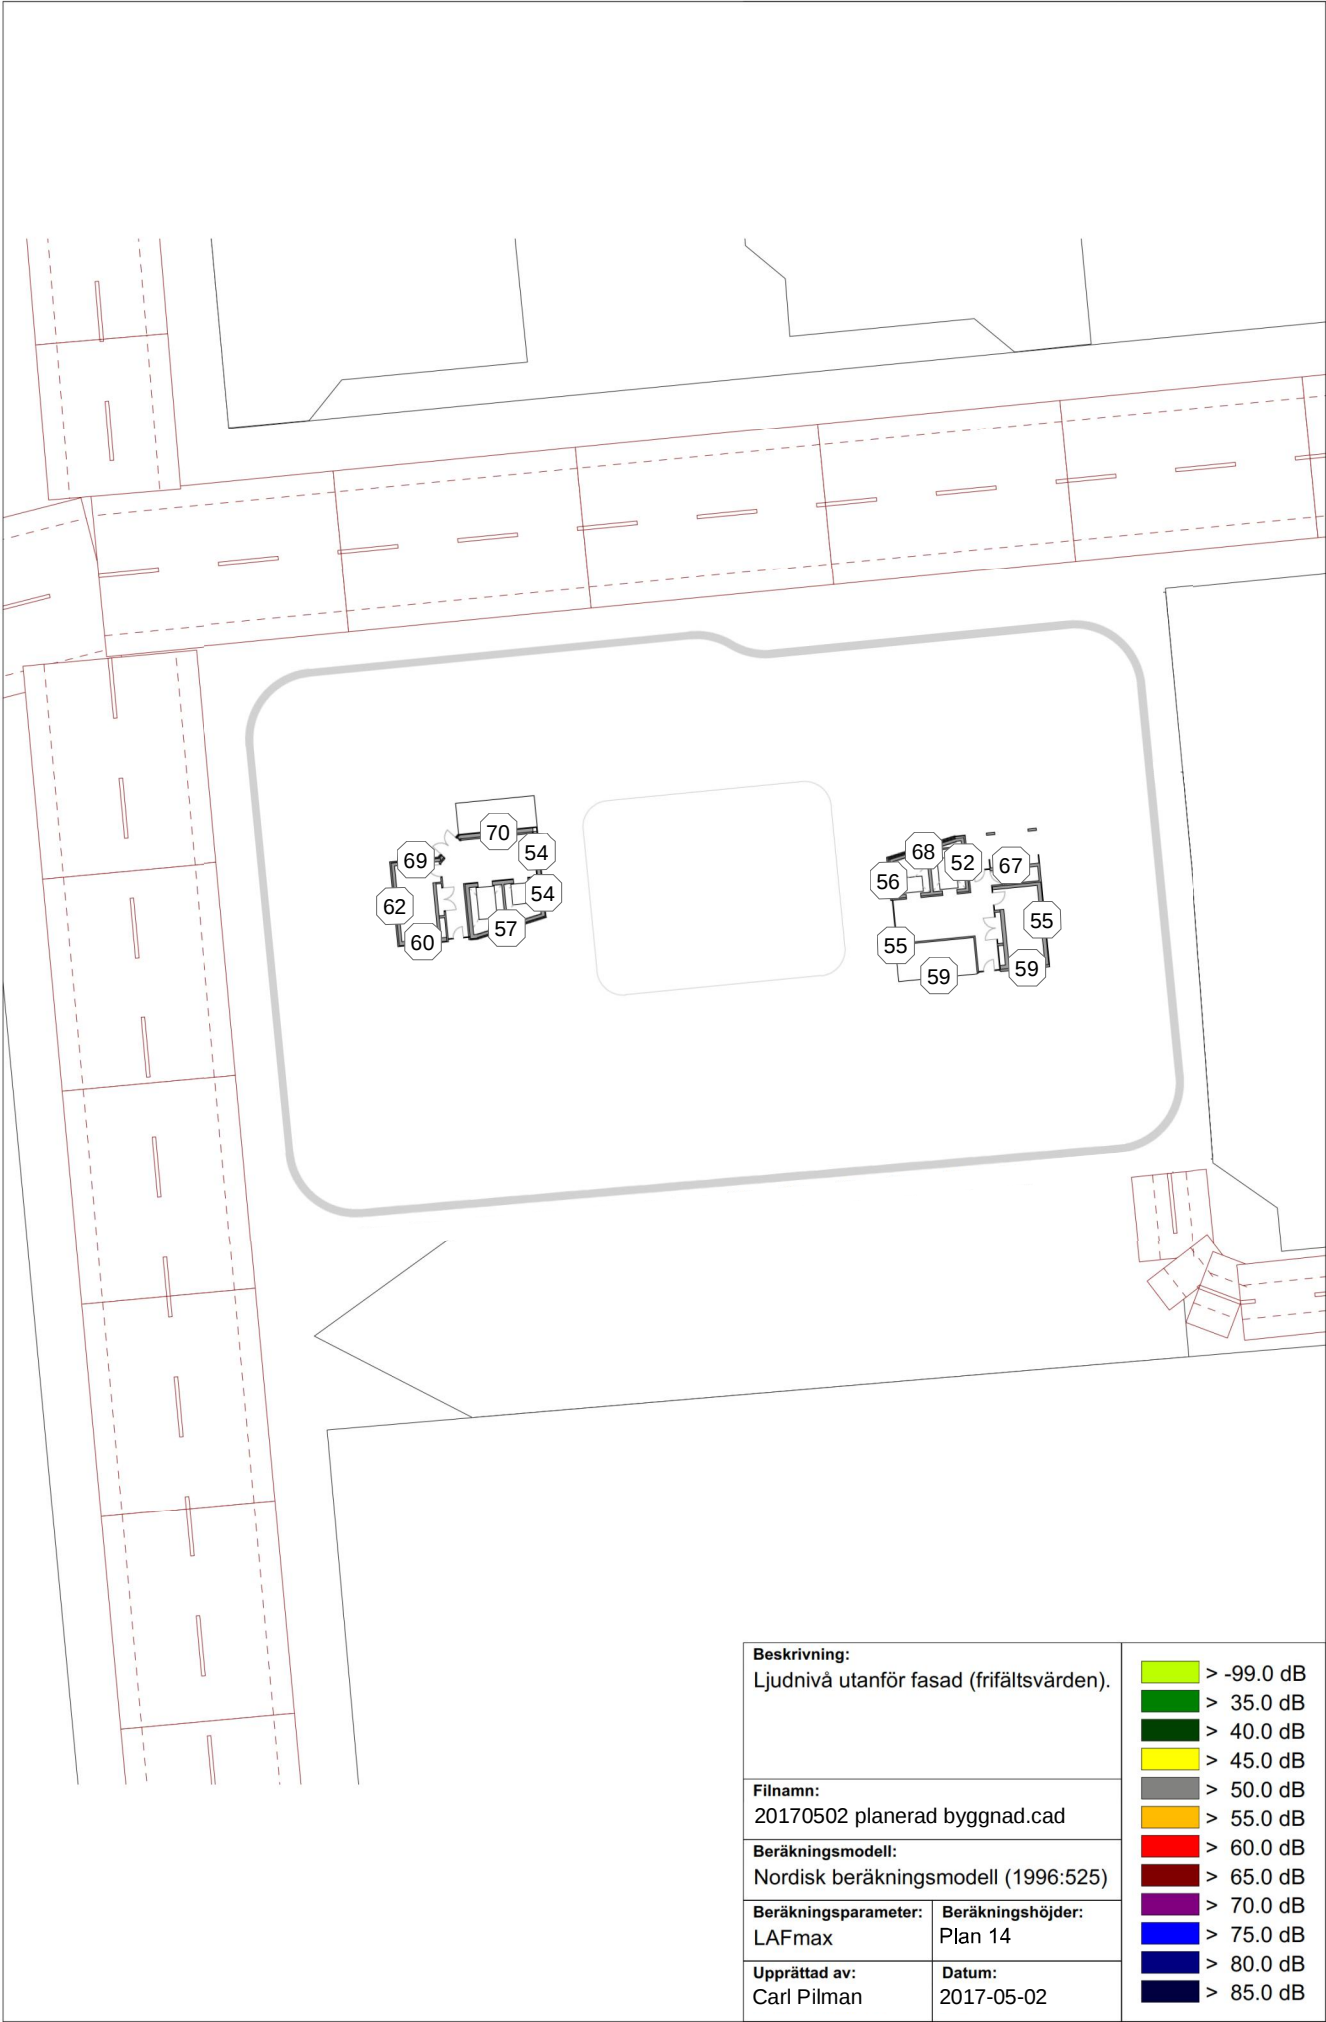 70
69
54
62
54
57
60
68
52
67
56
55
55
59
59
Beskrivning:
Ljudnivå utanför fasad (frifältsvärden).
Filnamn:
20170502 planerad byggnad.cad
Beräkningsmodell:
Nordisk beräkningsmodell (1996:525)
Beräkningsparameter:
LAFmax
Beräkningshöjder:
Plan 14
Upprättad av:
Carl Pilman
Datum:
2017-05-02
> -99.0 dB
> 35.0 dB
> 40.0 dB
> 45.0 dB
> 50.0 dB
> 55.0 dB
> 60.0 dB
> 65.0 dB
> 70.0 dB
> 75.0 dB
> 80.0 dB
> 85.0 dB